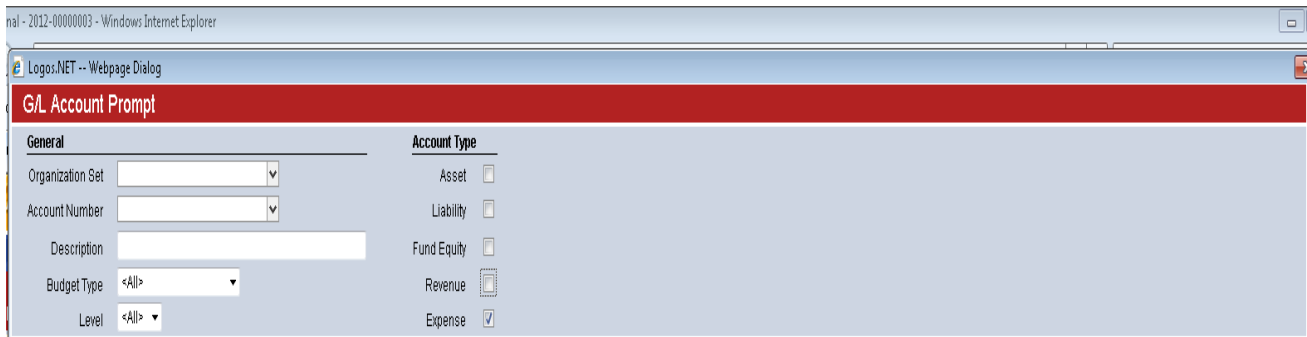 nal - 2012-00000003 - Windows Internet Explorer
Logos.NET -- Webpage Dialog
G/L Account Prompt
General
Account Type
Organization Set
Asset
Account Number
Liability
Description
Fund Equity
Budget Type <All>
Revenue
Level <All>
Expense